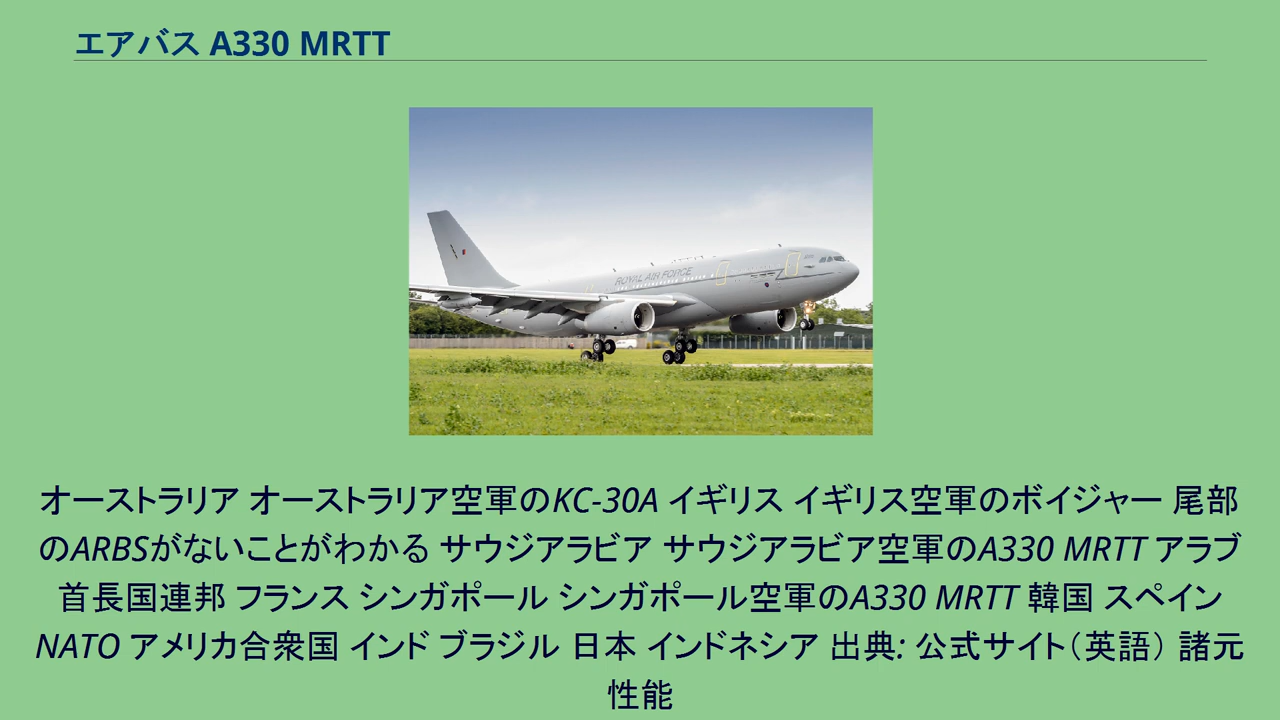 エアバス A330 MRTT
ROYAL AIR FORCE
オーストラリア オーストラリア空軍のKC-30A イギリス イギリス空軍のボイジャー 尾部
のARBSがないことがわかる サウジアラビア サウジアラビア空軍のA330 MRTT アラブ
首長国連邦 フランス シンガポール シンガポール空軍のA330 MRTT 韓国 スペイン
NATO アメリカ合衆国 インド ブラジル 日本 インドネシア 出典: 公式サイト（英語） 諸元
性能